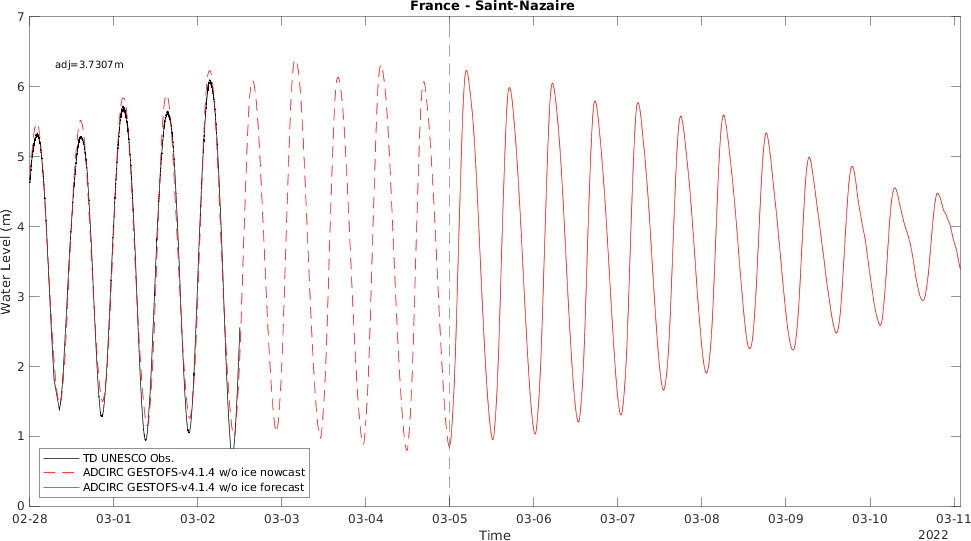 France - Saint-Nazaire
7
adj=3.7307m
6
5
4
3
2
1
0
Water Level (m)
TD UNESCO Obs.
ADCIRC GESTOFS-v4.1.4 w/o ice nowcast
ADCIRC GESTOFS-v4.1.4 w/o ice forecast
02-28 03-01 03-02 03-03 03-04 03-05 03-06 03-07 03-08 03-09 03-10 03-11
Time
2022